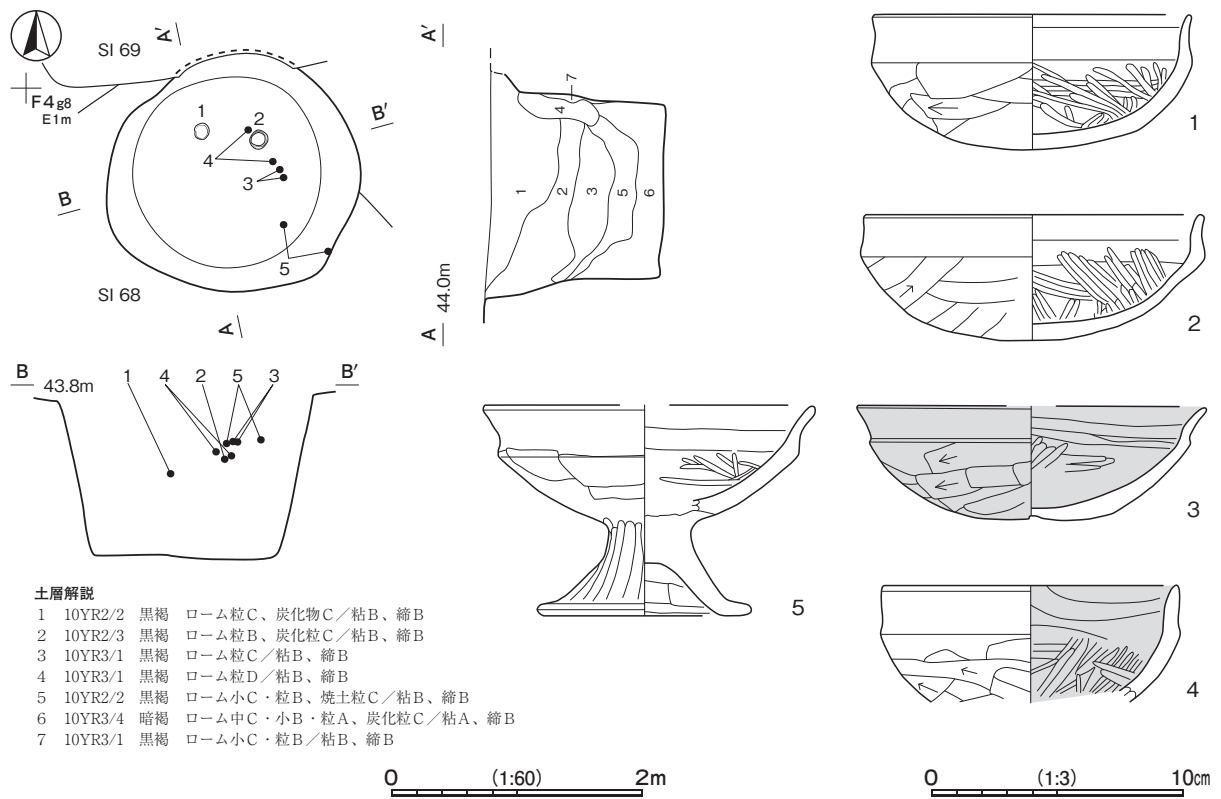 A'
SI 69
F4g8
E1m
1
2
B'
4
3
B
5
SI 68
A
A'
7
4
1
2
3
5
6
A 44.0m
B 43.8m
1 4 2 5 3
B'
1
2
3
4
5
土層解説
1 10YR2/2 黒褐 ローム粒C、炭化物C／粘B、締B
2 10YR2/3 黒褐 ローム粒B、炭化粒C／粘B、締B
3 10YR3/1 黒褐 ローム粒C／粘B、締B
4 10YR3/1 黒褐 ローム粒D／粘B、締B
5 10YR2/2 黒褐 ローム小C・粒B、焼土粒C／粘B、締B
6 10YR3/4 暗褐 ローム中C・小B・粒A、炭化粒C／粘A、締B
7 10YR3/1 黒褐 ローム小C・粒B／粘B、締B
0 (1:60) 2m
0 (1:3) 10cm